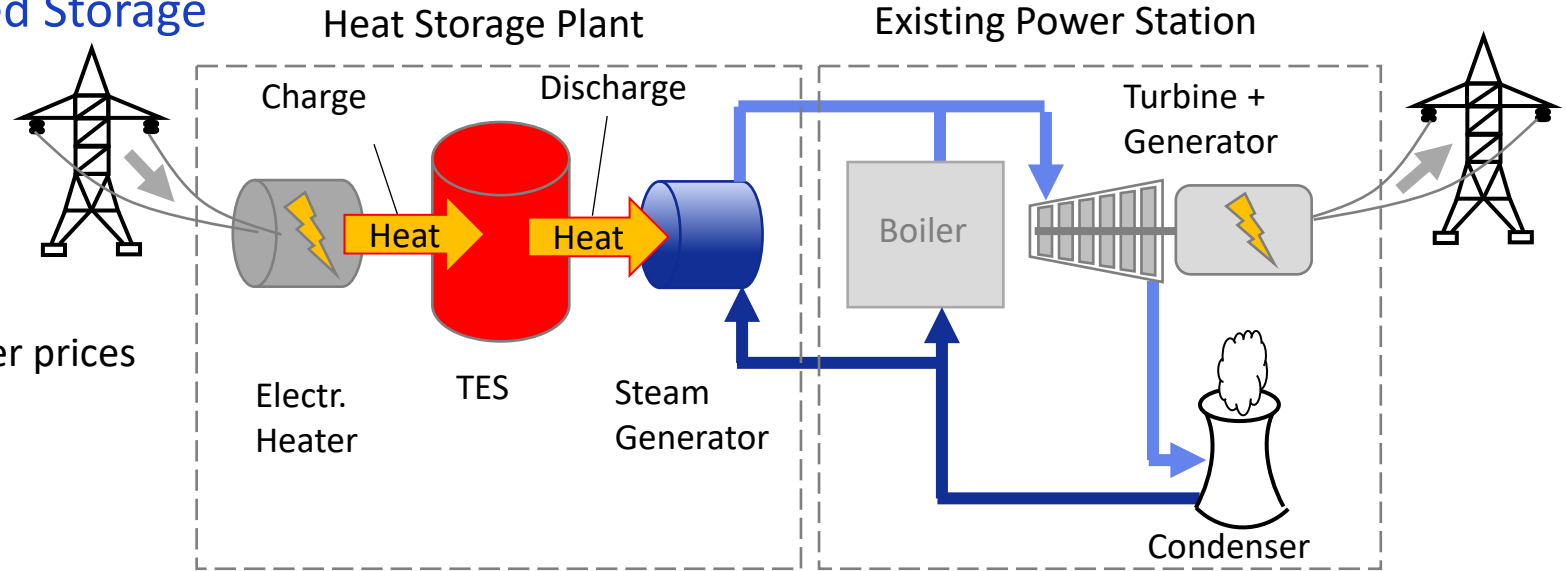 ed Storage
Heat Storage Plant
Existing Power Station
Charge
Discharge
Turbine +
Generator
Heat
Heat
Boiler
er prices
Electr.
Heater
TES
Steam
Generator
Condenser